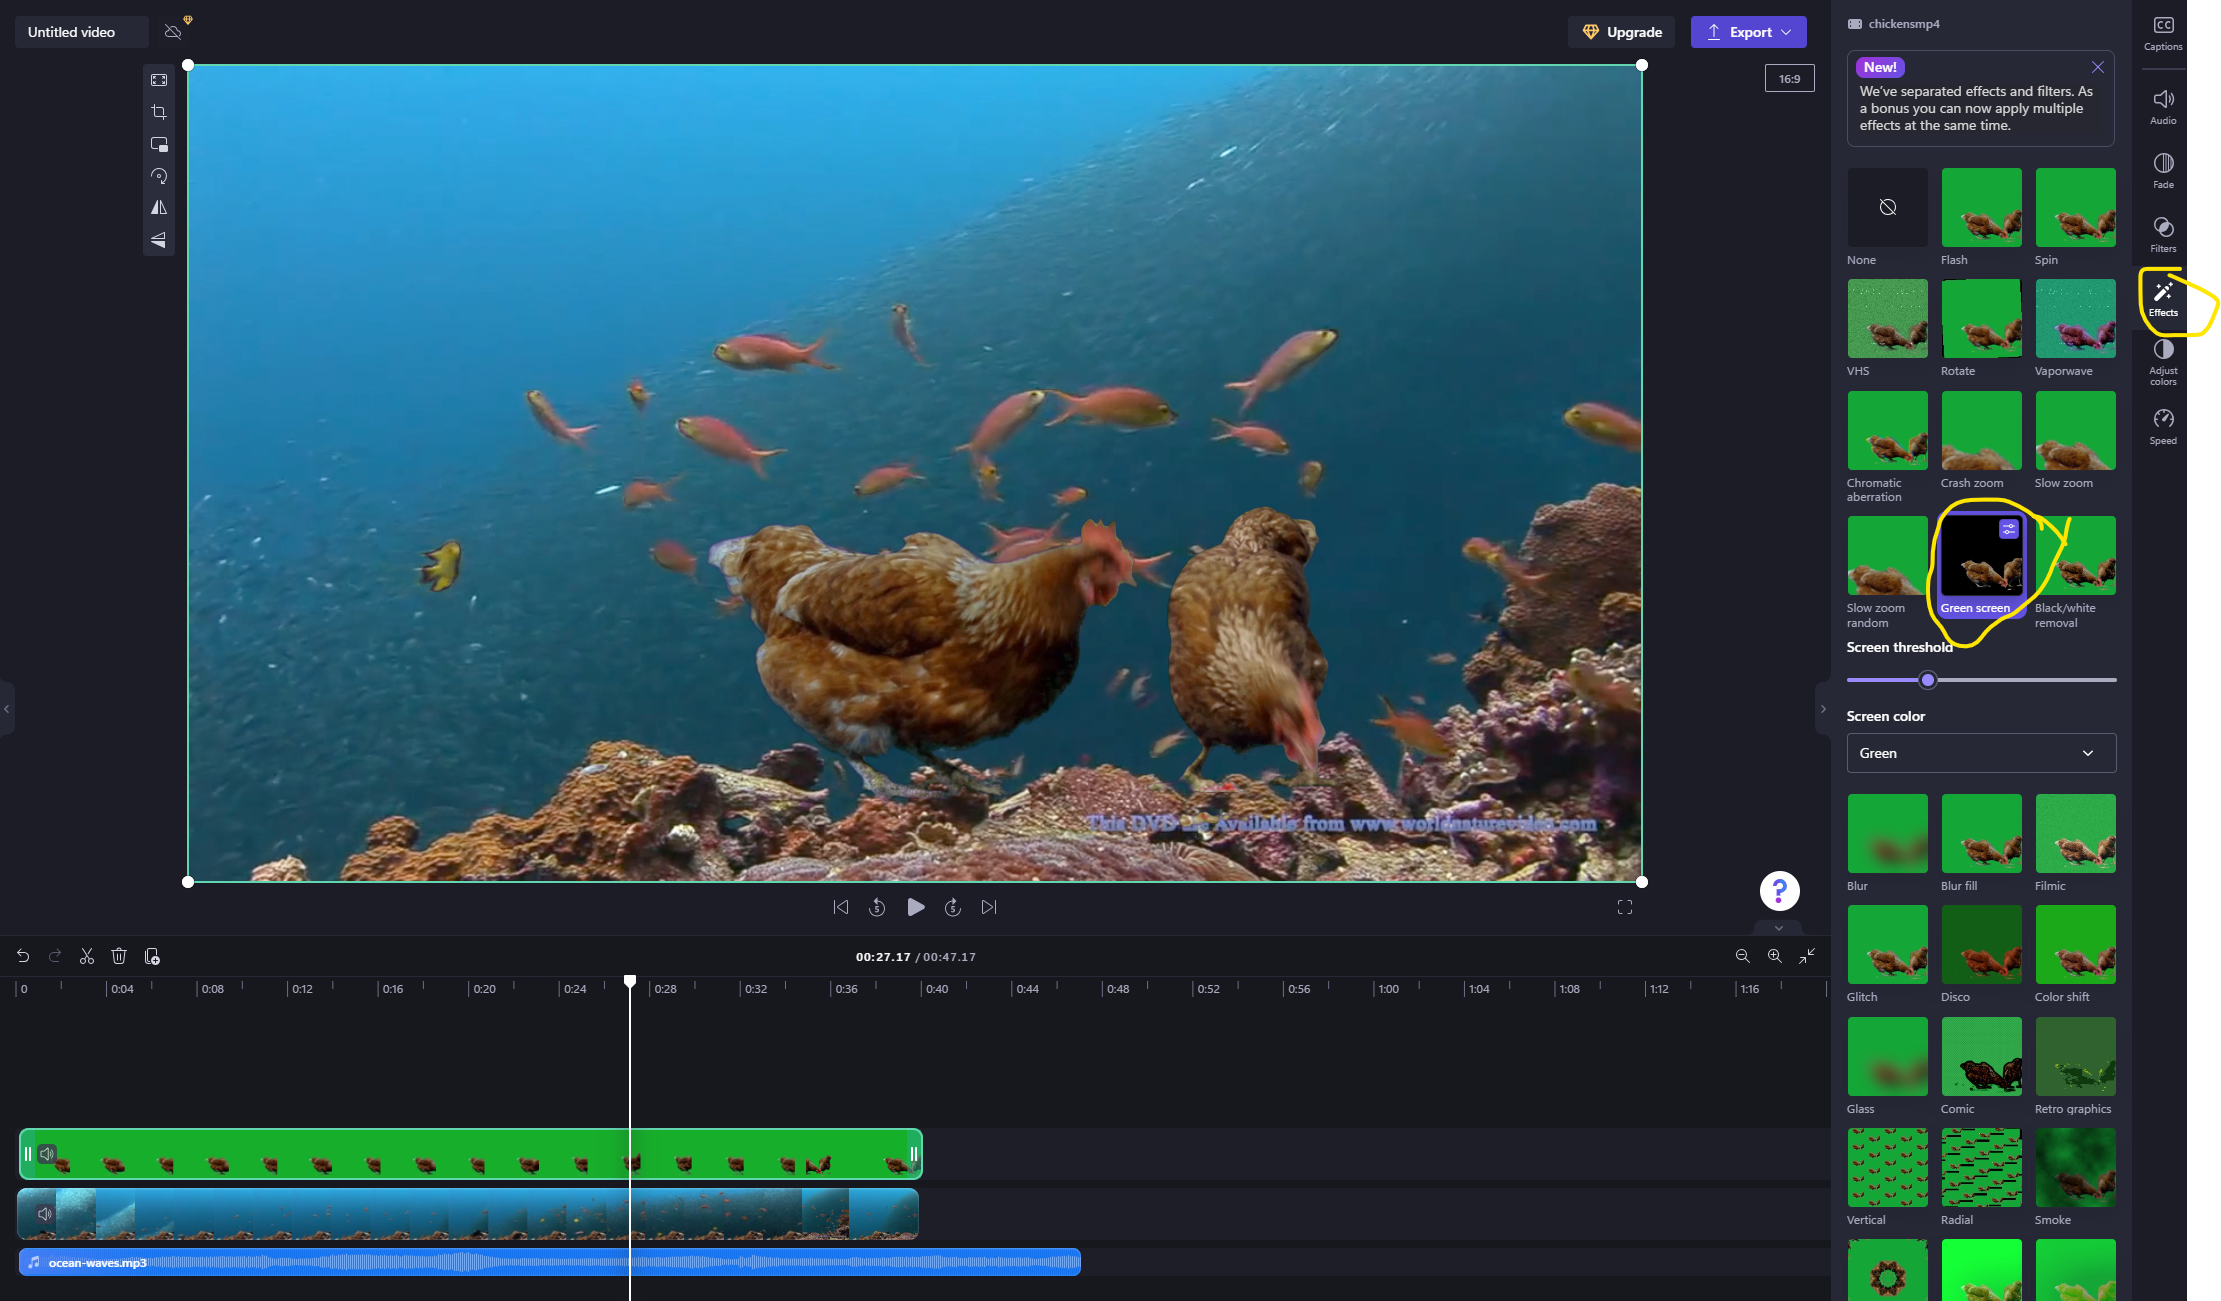 Untitled video
Upgrade
Export
16:9
This DVD are Available from www.worldnaturevideo.com
00:27.17 / 00:47.17
0
0:04
0:08
0:12
0:16
0:20
0:24
0:28
0:32
0:36
0:40
0:44
0:48
0:52
0:56
1:00
1:04
1:08
1:12
1:16
ocean-waves.mp3
chickensmp4
New!
We've separated effects and filters. As
a bonus you can now apply multiple
effects at the same time.
None
Flash
Spin
VHS
Rotate
Vaporwave
Chromatic
aberration
Crash zoom
Slow zoom
Slow zoom
random
Green screen
Black/white
removal
Screen threshold
Screen color
Green
Blur
Blur fill
Filmic
Glitch
Disco
Color shift
Glass
Comic
Retro graphics
Vertical
Radial
Smoke
CC
Captions
Audio
Fade
Filters
Effects
Adjust
colors
Speed